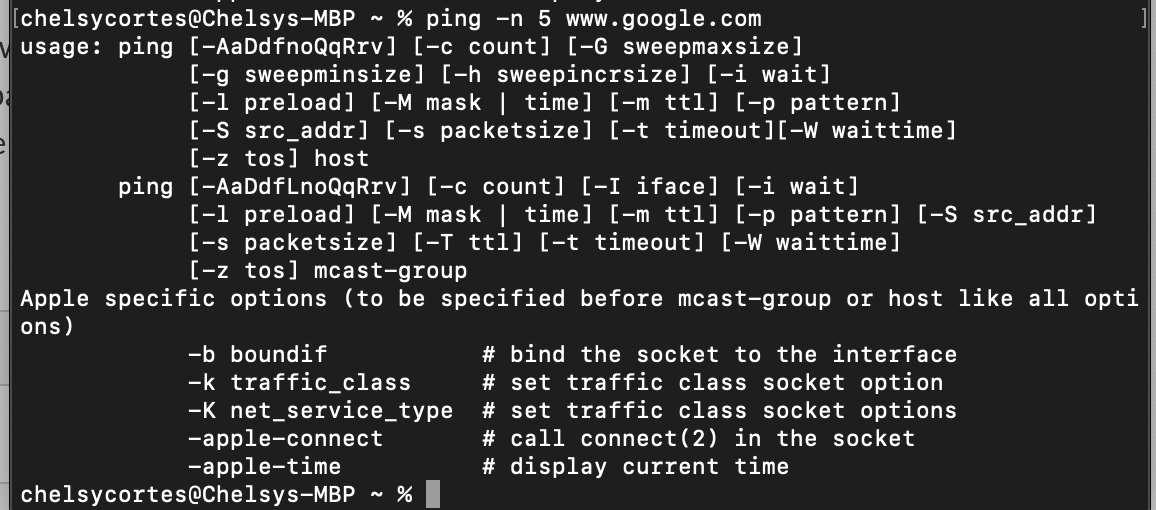 [chelsycortes@Chelsys-MBP ~ % ping -n 5 www.google.com ]
usage: ping [-AaDdfnoQqRrv] [-c count] [-G sweepmaxsize]
            [-g sweepminsize] [-h sweepincrsize] [-i wait]
            [-l preload] [-M mask | time] [-m ttl] [-p pattern]
            [-S src_addr] [-s packetsize] [-t timeout][-W waittime]
            [-z tos] host
       ping [-AaDdfLnoQqRrv] [-c count] [-I iface] [-i wait]
            [-l preload] [-M mask | time] [-m ttl] [-p pattern] [-S src_addr]
            [-s packetsize] [-T ttl] [-t timeout] [-W waittime]
            [-z tos] mcast-group
Apple specific options (to be specified before mcast-group or host like all opti
ons)
            -b boundif           # bind the socket to the interface
            -k traffic_class     # set traffic class socket option
            -K net_service_type  # set traffic class socket options
            -apple-connect       # call connect(2) in the socket
            -apple-time          # display current time
chelsycortes@Chelsys-MBP ~ %